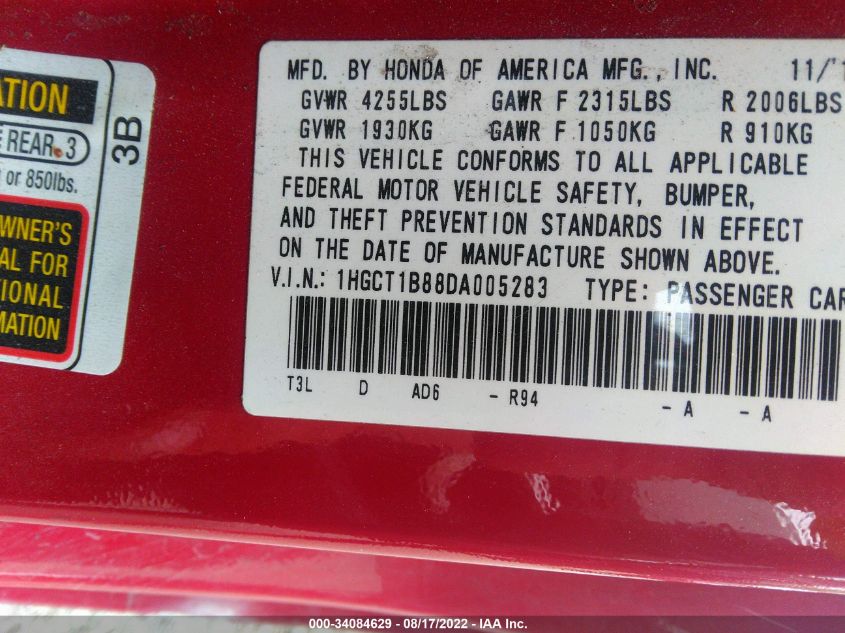 ATION
E REAR 3
or 850lbs.
WNER'S
AL FOR
TIONAL
MATION
3B
MFD. BY HONDA OF AMERICA MFG., INC. 11/'1
GVWR 4255LBS GAWR F 2315LBS R 2006LBS
GVWR 1930KG GAWR F 1050KG R 910KG
THIS VEHICLE CONFORMS TO ALL APPLICABLE
FEDERAL MOTOR VEHICLE SAFETY, BUMPER,
AND THEFT PREVENTION STANDARDS IN EFFECT
ON THE DATE OF MANUFACTURE SHOWN ABOVE.
V.I.N.: 1HGCT1B88DA005283 TYPE: PASSENGER CAR
T3L D AD6 - R94 - A - A
000-34084629 - 08/17/2022 - IAA Inc.